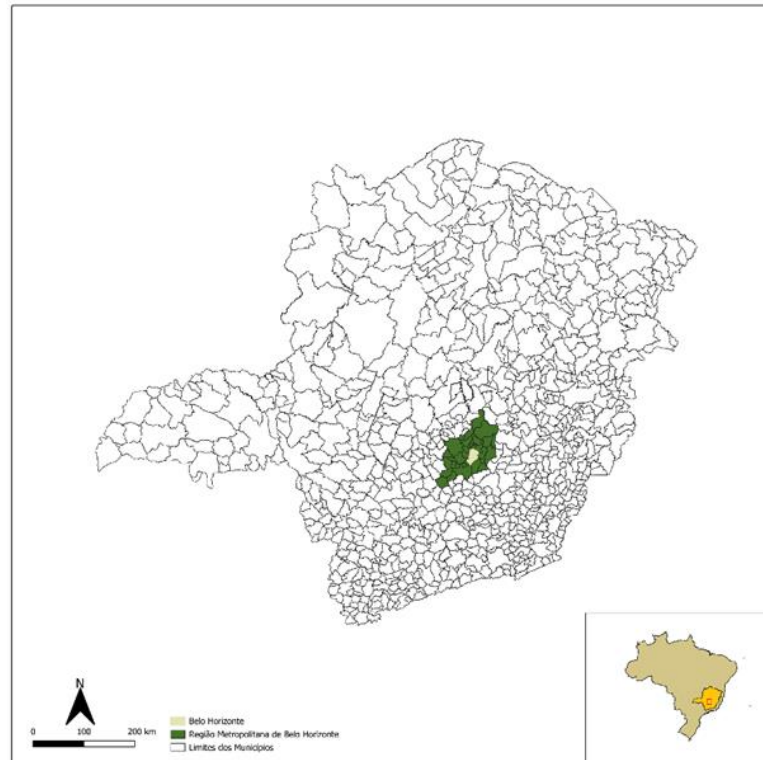 N
0 100 200 km
Belo Horizonte
Região Metropolitana de Belo Horizonte
Limites dos Municípios